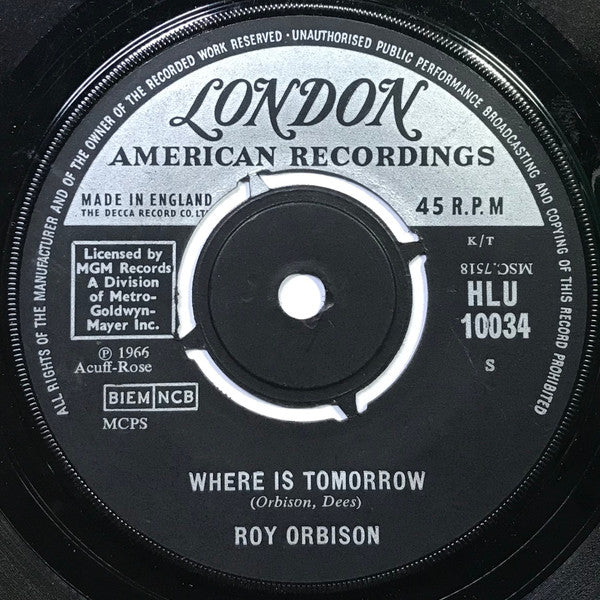 ALL RIGHTS OF THE MANUFACTURER AND OF THE OWNER OF THE RECORDED WORK RESERVED · UNAUTHORISED PUBLIC PERFORMANCE BROADCASTING AND COPYING OF THIS RECORD PROHIBITED
LONDON
AMERICAN RECORDINGS
MADE IN ENGLAND
THE DECCA RECORD CO. LT
45 R.P.M
K/T
MSC.7518
Licensed by
MGM Records
A Division
of Metro-
Goldwyn-
Mayer Inc.
HLU
10034
S
℗ 1966
Acuff-Rose
BIEM NCB
MCPS
WHERE IS TOMORROW
(Orbison, Dees)
ROY ORBISON